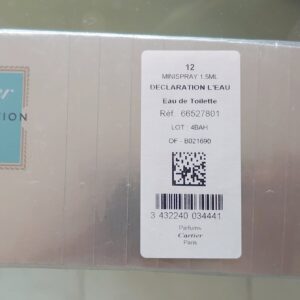 12
MINISPRAY 1.5ML
DECLARATION L'EAU
Eau de Toilette
Réf. : 66527801
LOT : 4BAH
OF - B021690
3 432240 034441
Parfums
Cartier
Paris